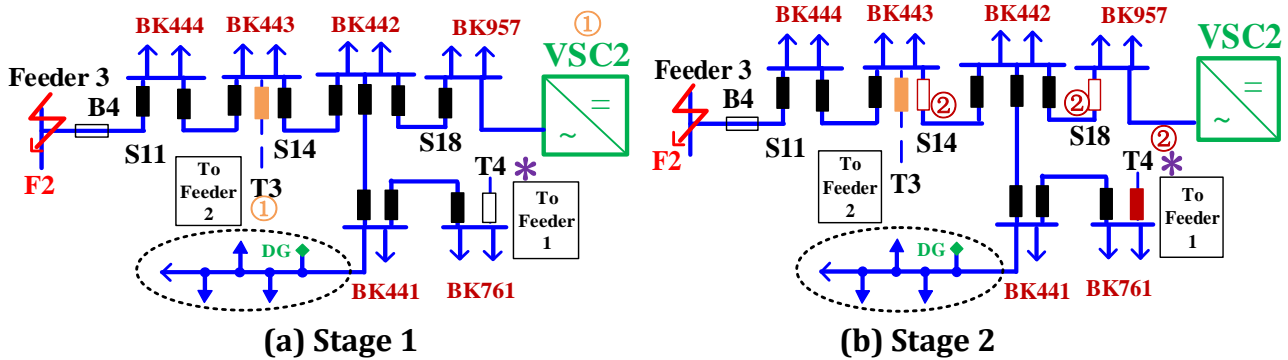 BK444
BK443
BK442
BK957
①
VSC2
Feeder 3
B4
=
~
S11
S14
S18
F2
To
Feeder
2
T3
①
T4
*
To
Feeder
1
DG
BK441
BK761
(a) Stage 1
BK444
BK443
BK442
BK957
VSC2
Feeder 3
B4
②
②
=
~
S11
S14
S18
②
F2
To
Feeder
2
T3
T4
*
To
Feeder
1
DG
BK441
BK761
(b) Stage 2